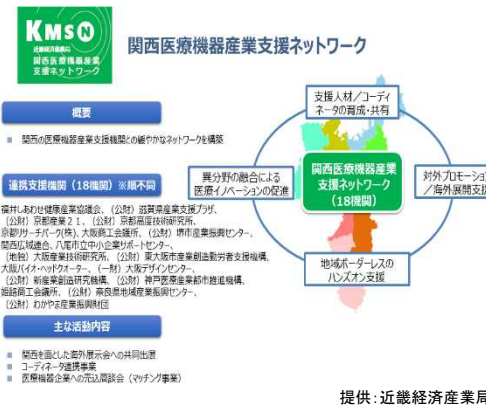 KMSN
近畿経済産業局
関西医療機器産業
支援ネットワーク
関西医療機器産業支援ネットワーク
概要
■ 関西の医療機器産業支援機関との緩やかなネットワークを構築
連携支援機関（18機関）※順不同
福井しあわせ健康産業協議会、（公財）滋賀県産業支援プラザ、
（公財）京都産業２１、（公財）京都高度技術研究所、
京都リサーチパーク(株)、大阪商工会議所、（公財）堺市産業振興センター、
関西広域連合、八尾市立中小企業サポートセンター、
（地独）大阪産業技術研究所、（公財）東大阪市産業創造勤労者支援機構、
大阪バイオ・ヘッドクオーター、（一財）大阪デザインセンター、
（公財）新産業創造研究機構、（公財）神戸医療産業都市推進機構、
姫路商工会議所、（公財）奈良県地域産業振興センター、
（公財）わかやま産業振興財団
主な活動内容
■ 関西を面とした海外展示会への共同出展
■ コーディネータ連携事業
■ 医療機器企業への売込商談会（マッチング事業）
支援人材／コーディ
ネータの育成・共有
異分野の融合による
医療イノベーションの促進
関西医療機器産業
支援ネットワーク
（18機関）
対外プロモーション
／海外展開支援
地域ボーダーレスの
ハンズオン支援
提供：近畿経済産業局